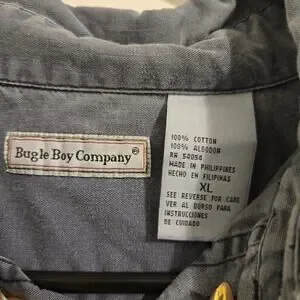 Bugle Boy Company®
100% COTTON
100% ALGODON
RN 54054
MADE IN PHILIPPINES
HECHO EN FILIPINAS
XL
SEE REVERSE FOR CARE
VER AL DORSO PARA
INSTRUCCIONES
DE CUIDADO